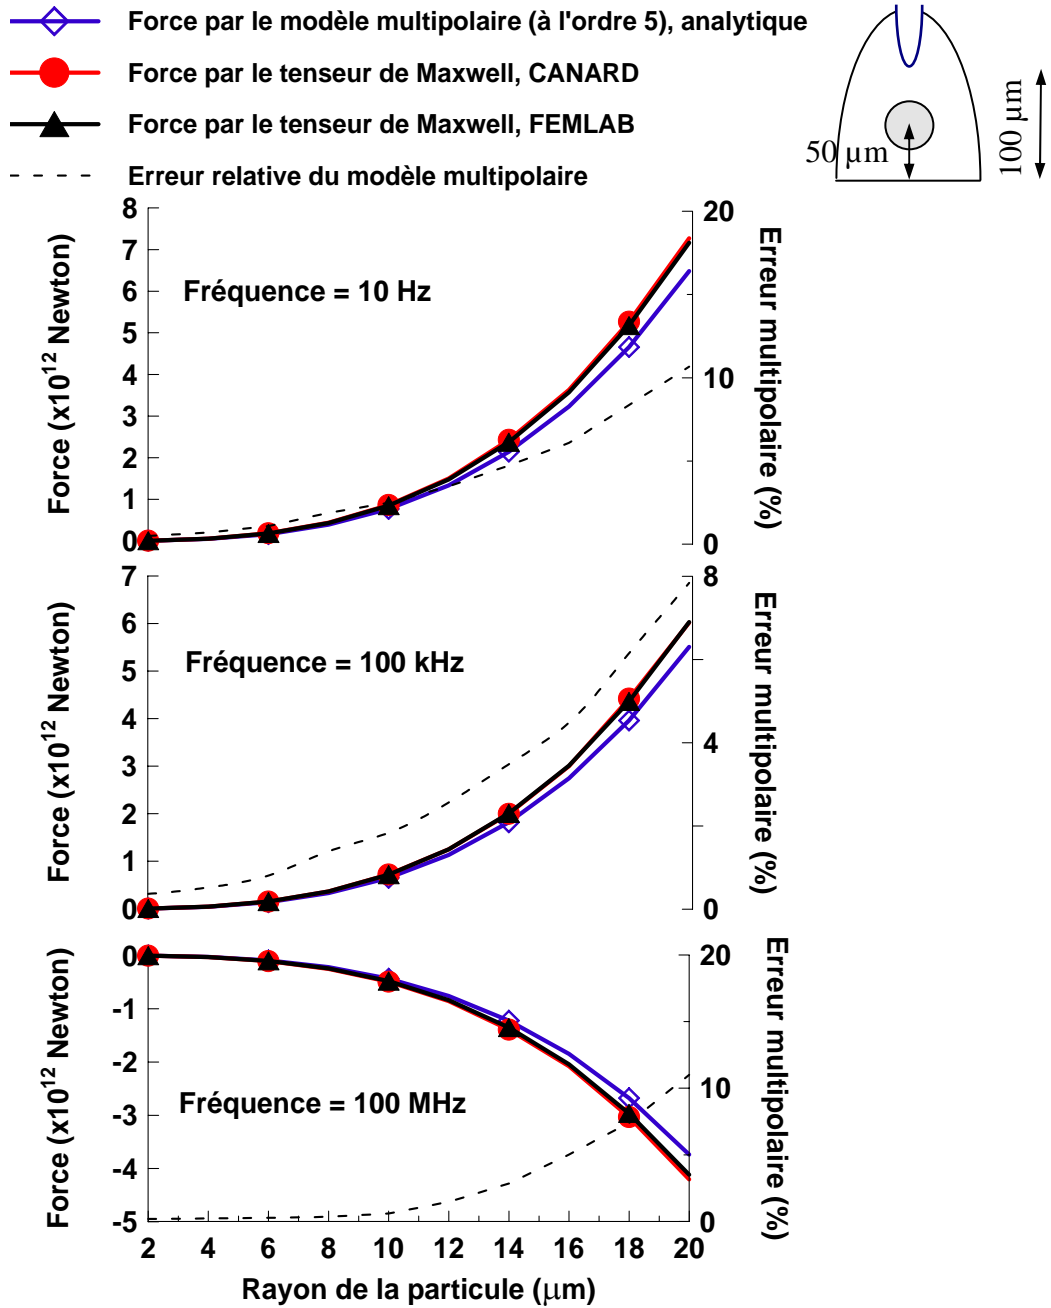 Force par le modèle multipolaire (à l'ordre 5), analytique
Force par le tenseur de Maxwell, CANARD
Force par le tenseur de Maxwell, FEMLAB
Erreur relative du modèle multipolaire
50 µm
100 µm
Force (x10^12 Newton)
8
7
6
5
4
3
2
1
0
Fréquence = 10 Hz
20
10
0
Erreur multipolaire (%)
Force (x10^12 Newton)
7
6
5
4
3
2
1
0
Fréquence = 100 kHz
8
4
0
Erreur multipolaire (%)
Force (x10^12 Newton)
0
-1
-2
-3
-4
-5
Fréquence = 100 MHz
20
10
0
Erreur multipolaire (%)
2 4 6 8 10 12 14 16 18 20
Rayon de la particule (µm)